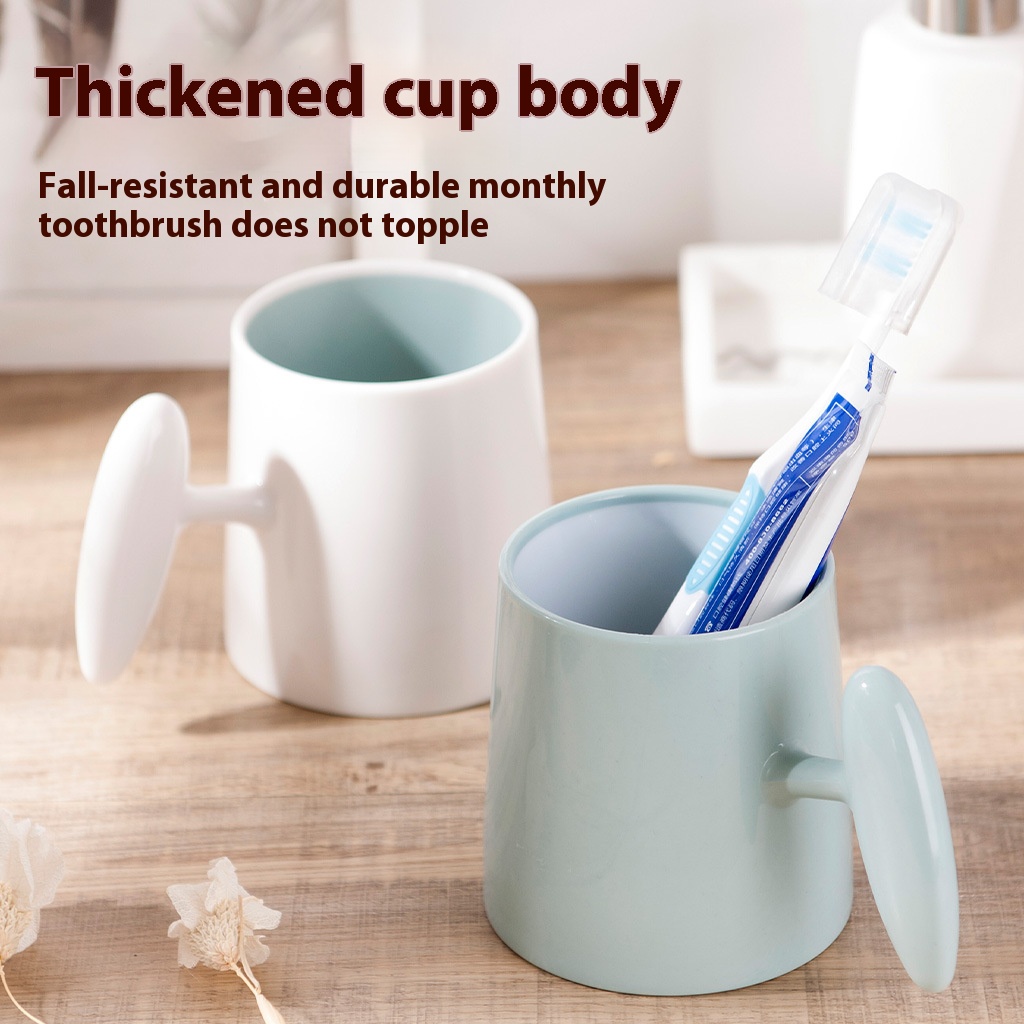 Thickened cup body
Fall-resistant and durable monthly
toothbrush does not topple